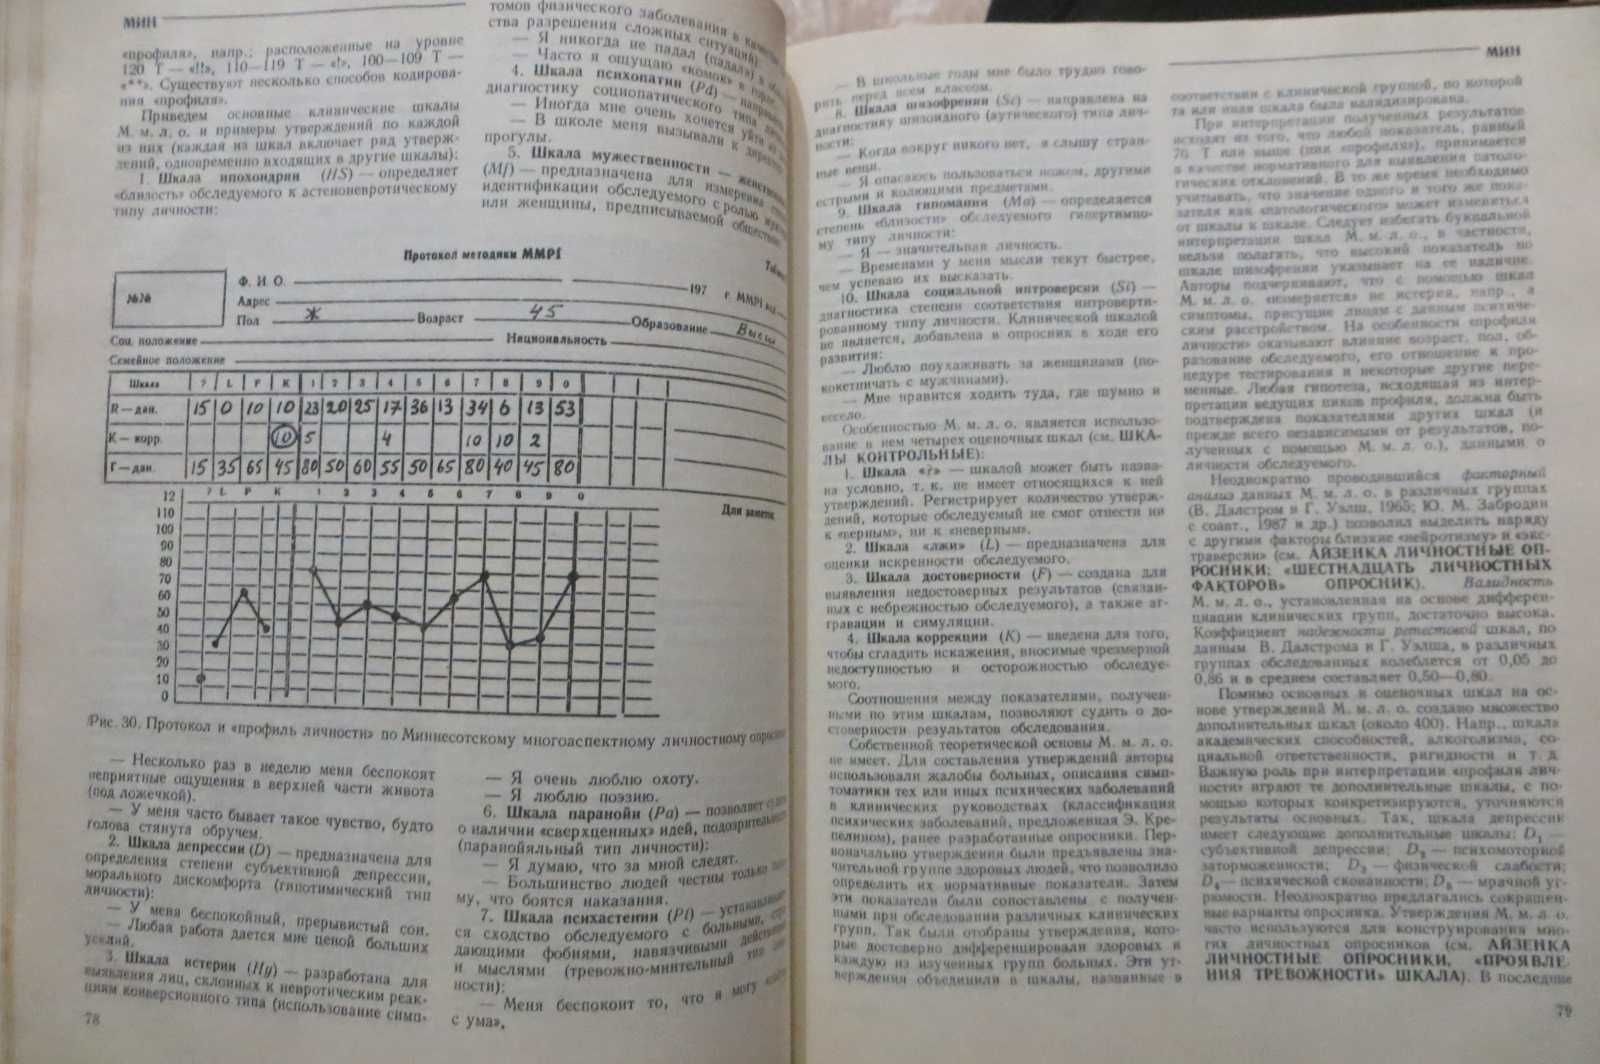 МИН
«профиля», напр.: расположенные на уровне
120 Т — «!!», 110—119 Т — «!», 100—109 Т —
«**». Существуют несколько способов кодирова-
ния «профиля».
Приведем основные клинические шкалы
М. м. л. о. и примеры утверждений по каждой
из них (каждая из шкал включает ряд утверж-
дений, одновременно входящих в другие шкалы):
1. Шкала ипохондрии (HS) — определяет
«близость» обследуемого к астеноневротическому
типу личности:
томов физического заболевания в
ства разрешения сложных ситуаций):
— Я никогда не падал (падала) в
— Часто я ощущаю «комок» в горле.
4. Шкала психопатии (Pd) —
диагностику социопатического типа
— Иногда мне очень хочется уйти из
— В школе меня вызывали к
прогулы.
5. Шкала мужественности —
(Mf) — предназначена для измерения
идентификации обследуемого с ролью
или женщины, предписываемой обществом:
Протокол методики MMPI
№№
Ф. И. О. 197 г. MMPI
Адрес
Пол Ж Возраст 45 Образование Высш
Соц. положение Национальность
Семейное положение
Шкала ? L F K 1 2 3 4 5 6 7 8 9 0
R — дан. 15 0 10 10 23 20 25 17 36 13 34 6 13 53
К — корр. 10 5 4 10 10 2
Т — дан. 15 35 65 45 80 50 60 55 50 65 80 40 45 80
? L F K 1 2 3 4 5 6 7 8 9 0
Для заметок
12
110
100
90
80
70
60
50
40
30
20
10
0
Рис. 30. Протокол и «профиль личности» по Миннесотскому многоаспектному личностному
— Несколько раз в неделю меня беспокоят
неприятные ощущения в верхней части живота
(под ложечкой).
— У меня часто бывает такое чувство, будто
голова стянута обручем.
2. Шкала депрессии (D) — предназначена для
определения степени субъективной депрессии,
морального дискомфорта (гипотимический тип
личности):
— У меня беспокойный, прерывистый сон.
— Любая работа дается мне ценой больших
усилий.
3. Шкала истерии (Hy) — разработана для
выявления лиц, склонных к невротическим реак-
циям конверсионного типа (использование симп-
78
— Я очень люблю охоту.
— Я люблю поэзию.
6. Шкала паранойи (Pa) — позволяет
о наличии «сверхценных» идей, подозрительности
(паранойяльный тип личности):
— Я думаю, что за мной следят.
— Большинство людей честны только
му, что боятся наказания.
7. Шкала психастении (Pt) — устанавливает-
ся сходство обследуемого с больными,
дающими фобиями, навязчивыми действиями
и мыслями (тревожно-мнительный тип
ности):
— Меня беспокоит то, что я могу
с ума».
МИН
— В школьные годы мне было трудно гово-
рить перед всем классом.
8. Шкала шизофрении (Sc) — направлена на
диагностику шизоидного (аутического) типа лич-
ности:
— Когда вокруг никого нет, я слышу стран-
ные вещи.
— Я опасаюсь пользоваться ножом, другими
острыми и колющими предметами.
9. Шкала гипомании (Ma) — определяется
степень «близости» обследуемого гипертимно-
му типу личности:
— Я — значительная личность.
— Временами у меня мысли текут быстрее,
чем успеваю их высказать.
10. Шкала социальной интроверсии (Si) —
диагностика степени соответствия интроверти-
рованному типу личности. Клинической шкалой
не является, добавлена в опросник в ходе его
развития:
— Люблю поухаживать за женщинами (по-
кокетничать с мужчинами).
— Мне нравится ходить туда, где шумно и
весело.
Особенностью М. м. л. о. является использо-
вание в нем четырех оценочных шкал (см. ШКА-
ЛЫ КОНТРОЛЬНЫЕ):
1. Шкала «?» — шкалой может быть назва-
на условно, т. к. не имеет относящихся к ней
утверждений. Регистрирует количество утверж-
дений, которые обследуемый не смог отнести ни
к «верным», ни к «неверным».
2. Шкала «лжи» (L) — предназначена для
оценки искренности обследуемого.
3. Шкала достоверности (F) — создана для
выявления недостоверных результатов (связан-
ных с небрежностью обследуемого), а также аг-
гравации и симуляции.
4. Шкала коррекции (K) — введена для того,
чтобы сгладить искажения, вносимые чрезмерной
недоступностью и осторожностью обследуе-
мого.
Соотношения между показателями, получен-
ными по этим шкалам, позволяют судить о до-
стоверности результатов обследования.
Собственной теоретической основы М. м. л. о.
не имеет. Для составления утверждений авторы
использовали жалобы больных, описания симп-
томатики тех или иных психических заболеваний
в клинических руководствах (классификация
психических заболеваний, предложенная Э. Кре-
пелином), ранее разработанные опросники. Пер-
воначально утверждения были предъявлены зна-
чительной группе здоровых людей, что позволило
определить их нормативные показатели. Затем
эти показатели были сопоставлены с получен-
ными при обследовании различных клинических
групп. Так были отобраны утверждения, кото-
рые достоверно дифференцировали здоровых и
каждую из изученных групп больных. Эти ут-
верждения объединили в шкалы, названные в
соответствии с клинической группой, по которой
та или иная шкала была валидизирована.
При интерпретации полученных результатов
исходят из того, что любой показатель, равный
70 Т или выше (пик «профиля»), принимается
в качестве нормативного для выявления патоло-
гических отклонений. В то же время необходимо
учитывать, что значение одного и того же пока-
зателя как «патологического» может изменяться
от шкалы к шкале. Следует избегать буквальной
интерпретации шкал М. м. л. о., в частности,
нельзя полагать, что высокий показатель по
шкале шизофрении указывает на ее наличие.
Авторы подчеркивают, что с помощью шкал
М. м. л. о. «измеряется» не истерия, напр., а
симптомы, присущие лицам с данным психиче-
ским расстройством. На особенности «профиля
личности» оказывают влияние возраст, пол, об-
разование обследуемого, его отношение к про-
цедуре тестирования и некоторые другие пере-
менные. Любая гипотеза, исходящая из интер-
претации ведущих пиков профиля, должна быть
подтверждена показателями других шкал (и
прежде всего независимыми от результатов, по-
лученных с помощью М. м. л. о.), данными о
личности обследуемого.
Неоднократно проводившийся факторный
анализ данных М. м. л. о. в различных группах
(В. Далстром и Г. Уэлш, 1965; Ю. М. Забродин
с соавт., 1987 и др.) позволил выделить наряду
с другими факторы близкие «нейротизму» и «экс-
траверсии» (см. АЙЗЕНКА ЛИЧНОСТНЫЕ ОП-
РОСНИКИ; «ШЕСТНАДЦАТЬ ЛИЧНОСТНЫХ
ФАКТОРОВ» ОПРОСНИК). Валидность
М. м. л. о., установленная на основе дифферен-
циации клинических групп, достаточно высока.
Коэффициент надежности ретестовой шкал, по
данным В. Далстрома и Г. Уэлша, в различных
группах обследованных колеблется от 0,05 до
0,86 и в среднем составляет 0,50—0,80.
Помимо основных и оценочных шкал на ос-
нове утверждений М. м. л. о. создано множество
дополнительных шкал (около 400). Напр., шкала
академических способностей, алкоголизма, со-
циальной ответственности, ригидности и т. д.
Важную роль при интерпретации «профиля лич-
ности» играют те дополнительные шкалы, с по-
мощью которых конкретизируются, уточняются
результаты основных. Так, шкала депрессии
имеет следующие дополнительные шкалы: D₁ —
субъективной депрессии; D₂ — психомоторной
заторможенности; D₃ — физической слабости;
D₄ — психической скованности; D₅ — мрачной уг-
рюмости. Неоднократно предлагались сокращен-
ные варианты опросника. Утверждения М. м. л. о.
часто используются для конструирования мно-
гих личностных опросников (см. АЙЗЕНКА
ЛИЧНОСТНЫЕ ОПРОСНИКИ, «ПРОЯВЛЕ-
НИЯ ТРЕВОЖНОСТИ» ШКАЛА). В последние
79